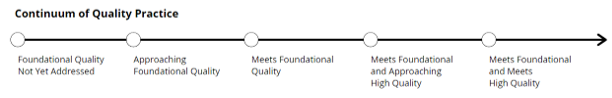 Continuum of Quality Practice
Foundational Quality
Not Yet Addressed
Approaching
Foundational Quality
Meets Foundational
Quality
Meets Foundational
and Approaching
High Quality
Meets Foundational
and Meets
High Quality